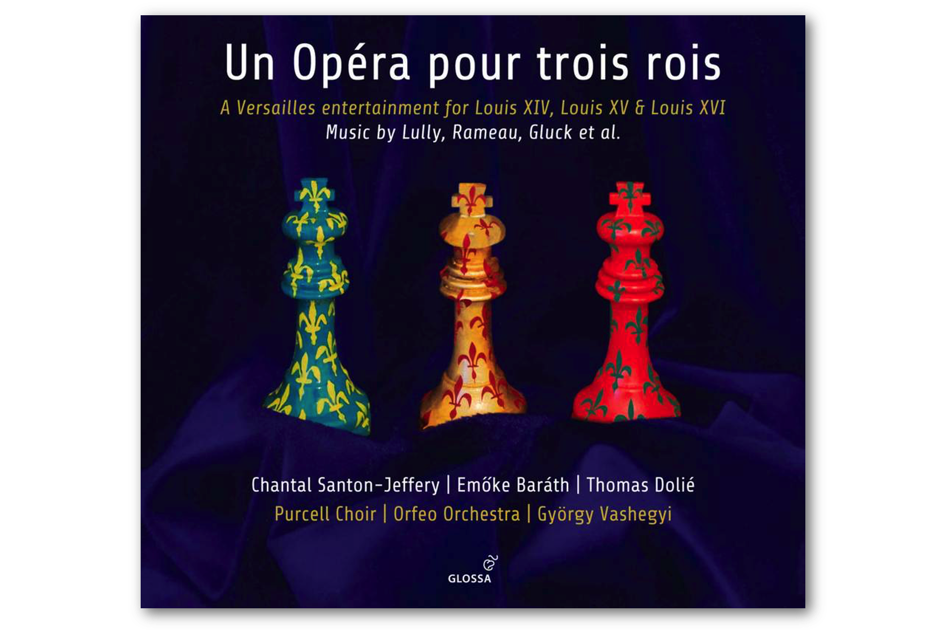 Un Opéra pour trois rois
A Versailles entertainment for Louis XIV, Louis XV & Louis XVI
Music by Lully, Rameau, Gluck et al.
Chantal Santon-Jeffery | Emőke Baráth | Thomas Dolié
Purcell Choir | Orfeo Orchestra | György Vashegyi
GLOSSA